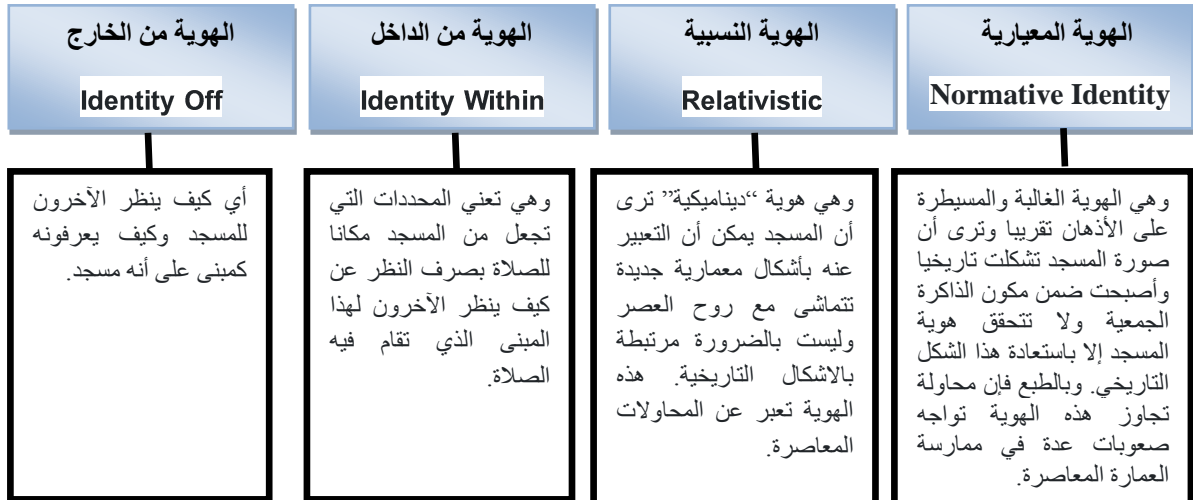 الهوية المعيارية
Normative Identity
وهي الهوية الغالبة والمسيطرة
على الأذهان تقريبا وترى أن
صورة المسجد تشكلت تاريخيا
وأصبحت ضمن مكون الذاكرة
الجمعية ولا تتحقق هوية
المسجد إلا باستعادة هذا الشكل
التاريخي. وبالطبع فإن محاولة
تجاوز هذه الهوية تواجه
صعوبات عدة في ممارسة
العمارة المعاصرة.
الهوية النسبية
Relativistic
وهي هوية “ديناميكية” ترى
أن المسجد يمكن أن التعبير
عنه بأشكال معمارية جديدة
تتماشى مع روح العصر
وليست بالضرورة مرتبطة
بالاشكال التاريخية. هذه
الهوية تعبر عن المحاولات
المعاصرة.
الهوية من الداخل
Identity Within
وهي تعني المحددات التي
تجعل من المسجد مكانا
للصلاة بصرف النظر عن
كيف ينظر الآخرون لهذا
المبنى الذي تقام فيه
الصلاة.
الهوية من الخارج
Identity Off
أي كيف ينظر الآخرون
للمسجد وكيف يعرفونه
كمبنى على أنه مسجد.